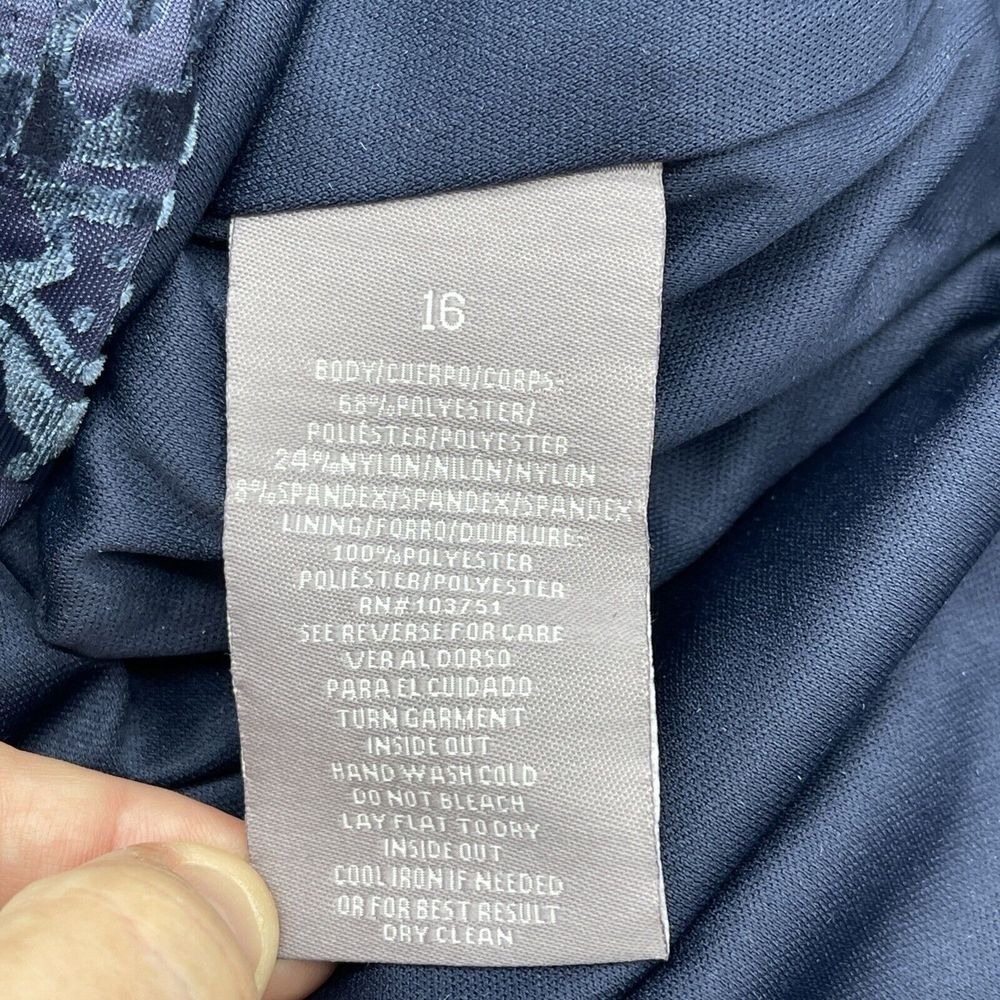 16
BODY/CUERPO/CORPS-
68%POLYESTER/
POLIÉSTER/POLYESTER
24%NYLON/NILÓN/NYLON
8%SPANDEX/SPANDEX/SPANDEX
LINING/FORRO/DOUBLURE-
100%POLYESTER
POLIÉSTER/POLYESTER
RN#103751
SEE REVERSE FOR CARE
VER AL DORSO
PARA EL CUIDADO
TURN GARMENT
INSIDE OUT
HAND WASH COLD
DO NOT BLEACH
LAY FLAT TO DRY
INSIDE OUT
COOL IRON IF NEEDED
OR FOR BEST RESULT
DRY CLEAN